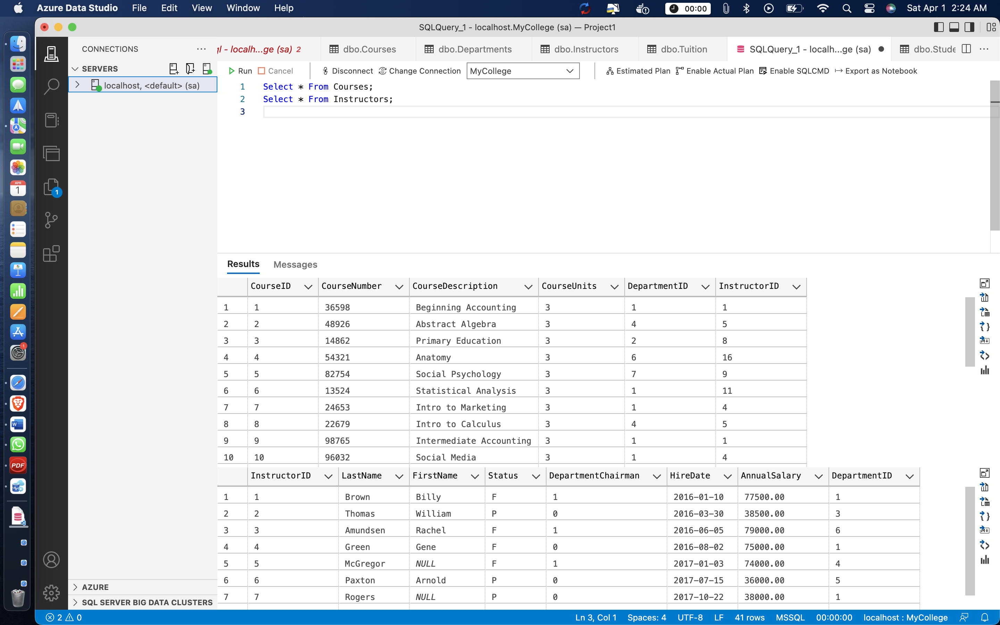 Azure Data Studio File Edit View Window Help 00:00 Sat Apr 1 2:24 AM
SQLQuery_1 - localhost.MyCollege (sa) — Project1
CONNECTIONS
ql - localh...ge (sa) 2 dbo.Courses dbo.Departments dbo.Instructors dbo.Tuition SQLQuery_1 - localh...ge (sa) dbo.Stude
SERVERS
Run Cancel Disconnect Change Connection MyCollege Estimated Plan Enable Actual Plan Enable SQLCMD Export as Notebook
localhost, <default> (sa)
1 Select * From Courses;
2 Select * From Instructors;
3
APR
1
1
1
Results Messages
CourseID CourseNumber CourseDescription CourseUnits DepartmentID InstructorID
1 1 36598 Beginning Accounting 3 1 1
2 2 48926 Abstract Algebra 3 4 5
3 3 14862 Primary Education 3 2 8
4 4 54321 Anatomy 3 6 16
5 5 82754 Social Psychology 3 7 9
6 6 13524 Statistical Analysis 3 1 11
7 7 24653 Intro to Marketing 3 1 4
8 8 22679 Intro to Calculus 3 4 5
9 9 98765 Intermediate Accounting 3 1 1
10 10 96032 Social Media 3 1 4
W
PDF
InstructorID LastName FirstName Status DepartmentChairman HireDate AnnualSalary DepartmentID
1 1 Brown Billy F 1 2016-01-10 77500.00 1
2 2 Thomas William P 0 2016-03-30 38500.00 3
3 3 Amundsen Rachel F 1 2016-06-05 79000.00 6
4 4 Green Gene F 0 2016-08-02 75000.00 1
5 5 McGregor NULL F 1 2017-01-03 74000.00 4
6 6 Paxton Arnold P 0 2017-07-15 36000.00 5
7 7 Rogers NULL P 0 2017-10-22 38000.00 1
AZURE
SQL SERVER BIG DATA CLUSTERS
2 0 Ln 3, Col 1 Spaces: 4 UTF-8 LF 41 rows MSSQL 00:00:00 localhost : MyCollege